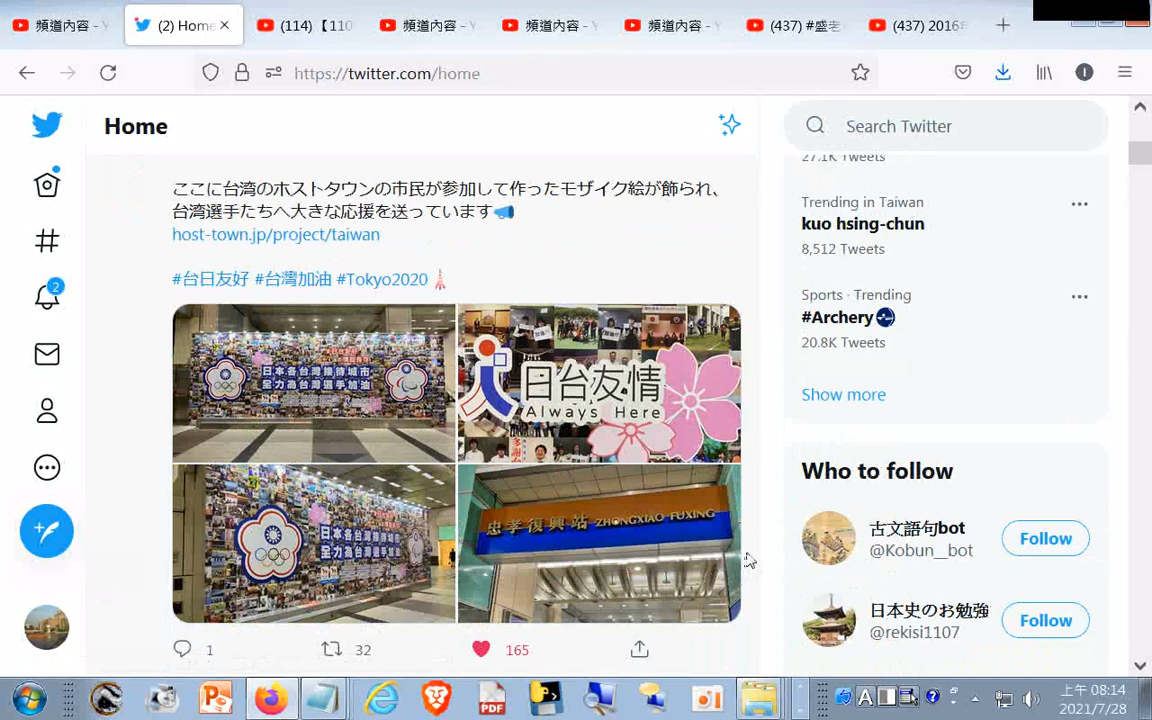 頻道內容 - Y
(2) Home
(114)【110
頻道內容 - Y
頻道內容 - Y
頻道內容 - Y
(437) #盛老
(437) 2016
https://twitter.com/home
Home
Search Twitter
ここに台湾のホストタウンの市民が参加して作ったモザイク絵が飾られ、
台湾選手たちへ大きな応援を送っています📣
host-town.jp/project/taiwan
#台日友好 #台灣加油 #Tokyo2020
日本各台灣接待城市
全力為台灣選手加油
日台友情
Always Here
日本各台灣接待城市
全力為台灣選手加油
忠孝復興站 ZHONGXIAO FUXING
1
32
165
27.1K Tweets
Trending in Taiwan
kuo hsing-chun
8,512 Tweets
Sports · Trending
#Archery
20.8K Tweets
Show more
Who to follow
古文語句bot
@Kobun__bot
Follow
日本史のお勉強
@rekisi1107
Follow
2
上午 08:14
2021/7/28